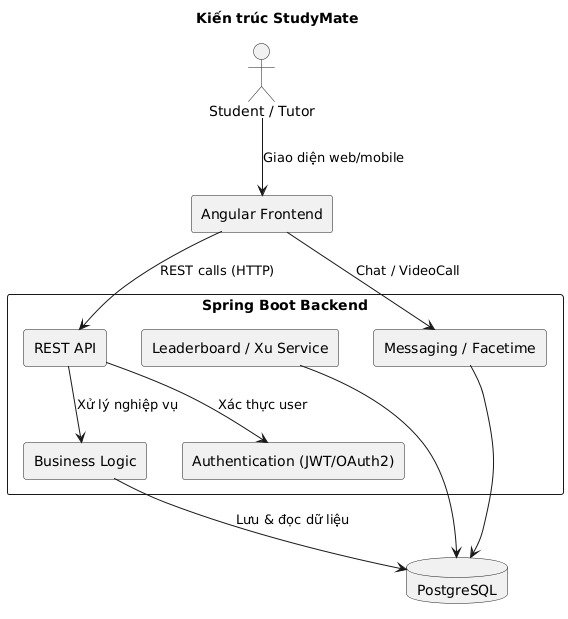 Kiến trúc StudyMate
Student / Tutor
Giao diện web/mobile
Angular Frontend
REST calls (HTTP)
Chat / VideoCall
Spring Boot Backend
REST API
Leaderboard / Xu Service
Messaging / Facetime
Xử lý nghiệp vụ
Xác thực user
Business Logic
Authentication (JWT/OAuth2)
Lưu & đọc dữ liệu
PostgreSQL